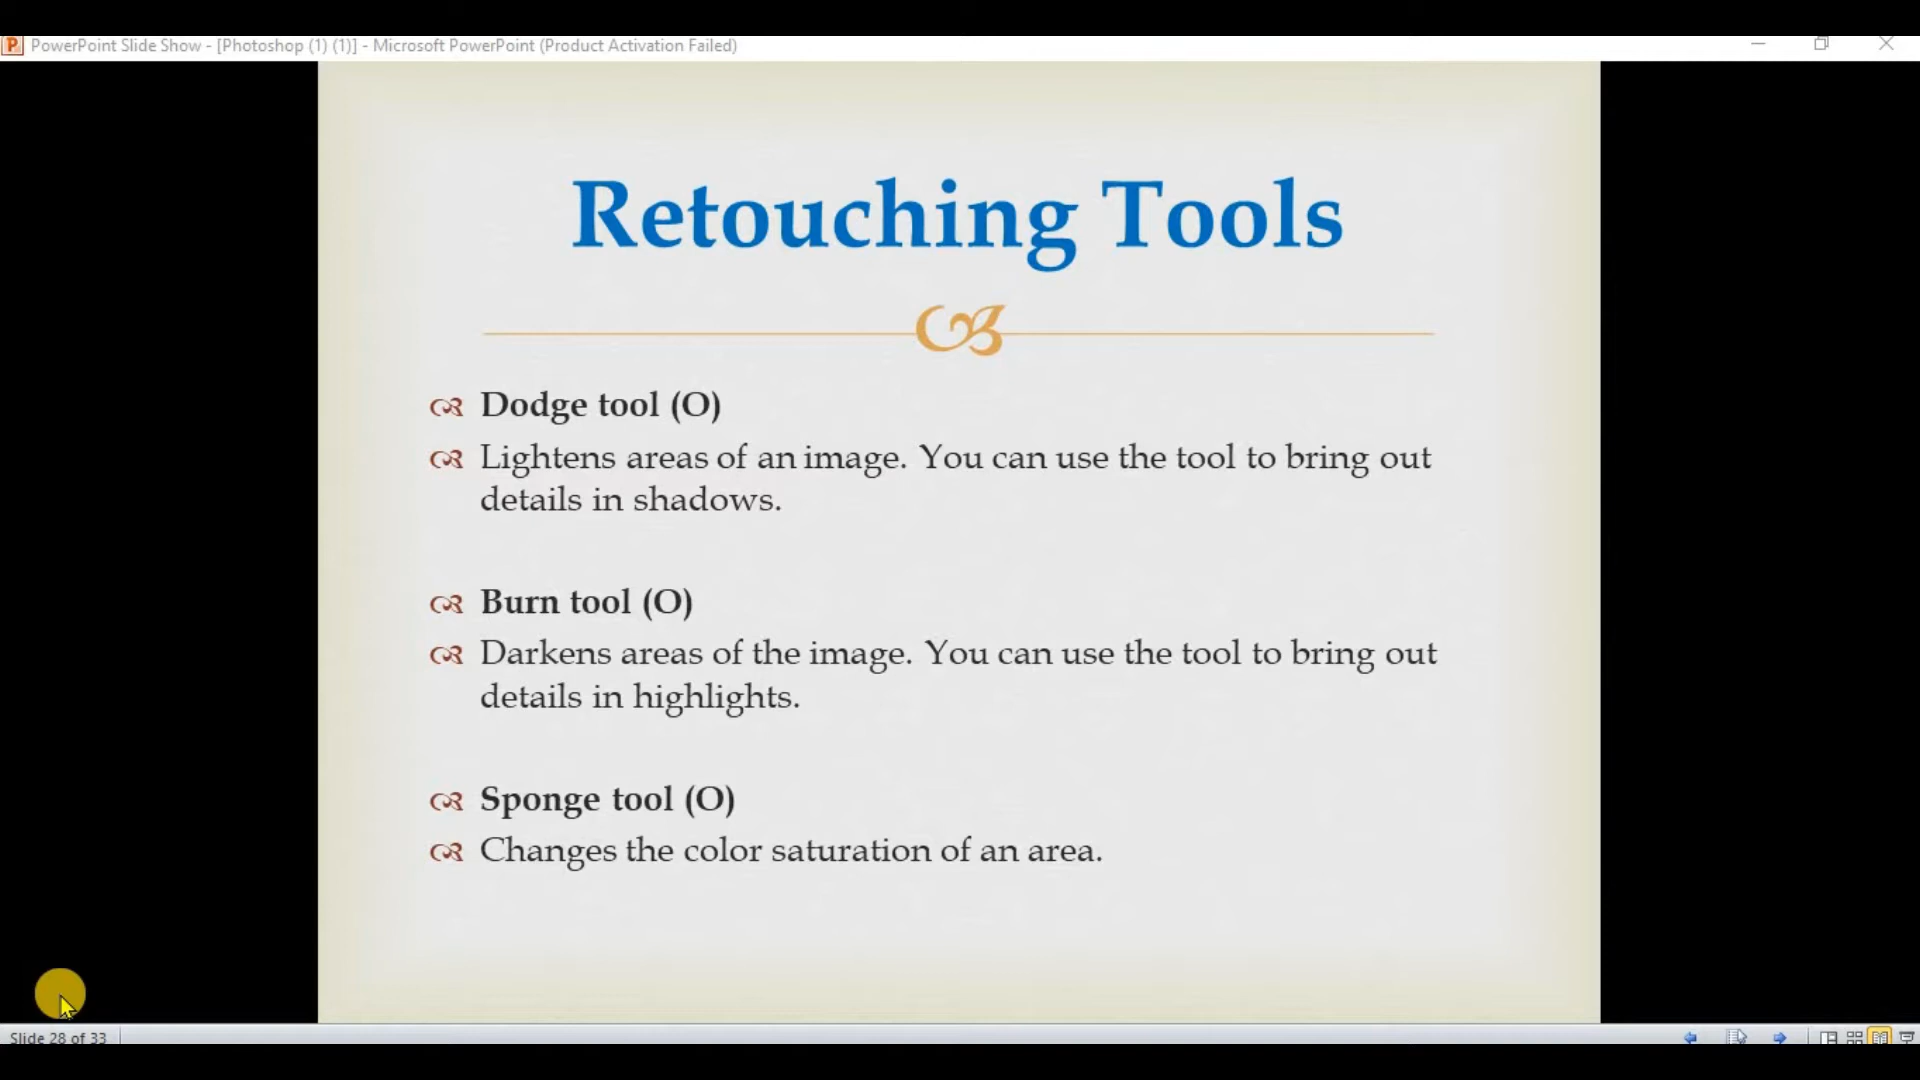 PowerPoint Slide Show - [Photoshop (1) (1)] - Microsoft PowerPoint (Product Activation Failed)
Retouching Tools
Dodge tool (O)
Lightens areas of an image. You can use the tool to bring out
details in shadows.
Burn tool (O)
Darkens areas of the image. You can use the tool to bring out
details in highlights.
Sponge tool (O)
Changes the color saturation of an area.
Slide 28 of 33